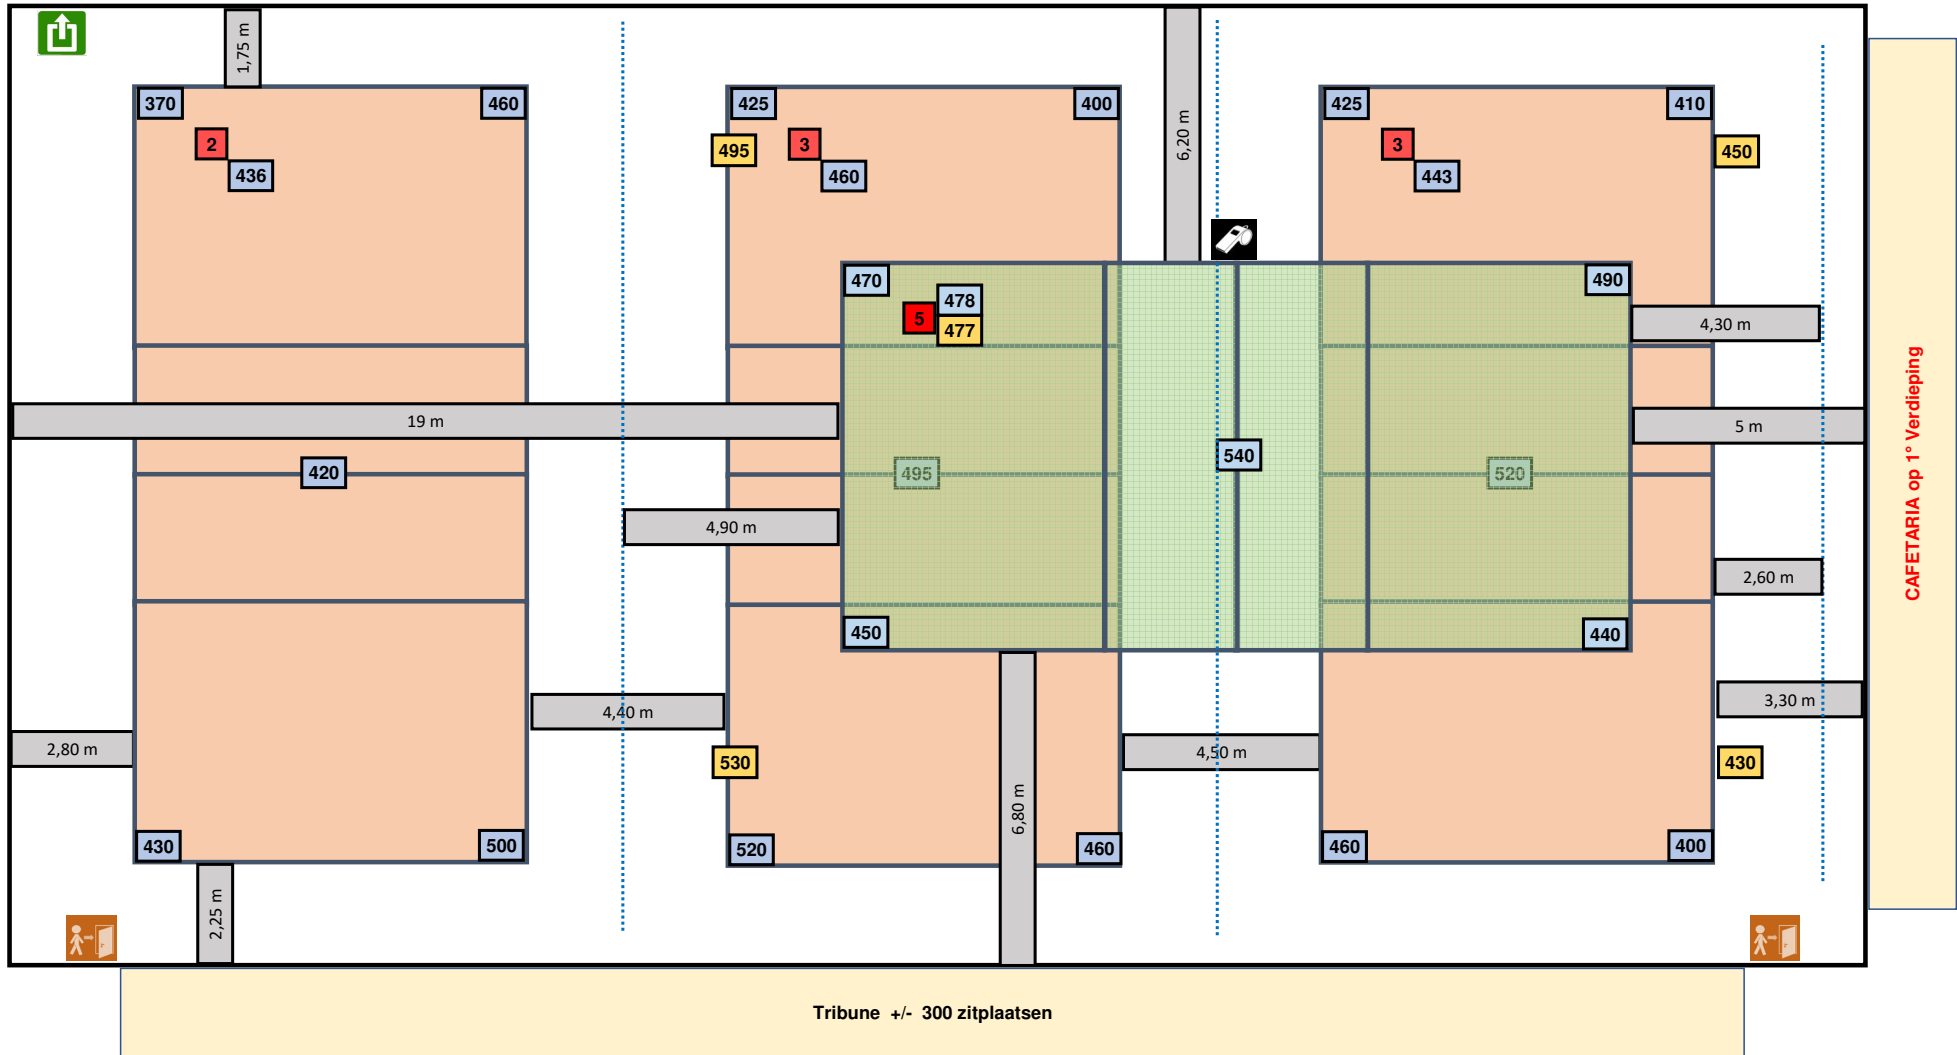 1,75 m
6,20 m
370
460
425
400
425
410
2
495
3
3
450
436
460
443
470
490
478
5
477
4,30 m
19 m
5 m
540
420
495
520
4,90 m
2,60 m
450
440
4,40 m
3,30 m
2,80 m
4,50 m
530
430
6,80 m
430
500
520
460
460
400
2,25 m
CAFETARIA op 1° Verdieping
Tribune +/- 300 zitplaatsen